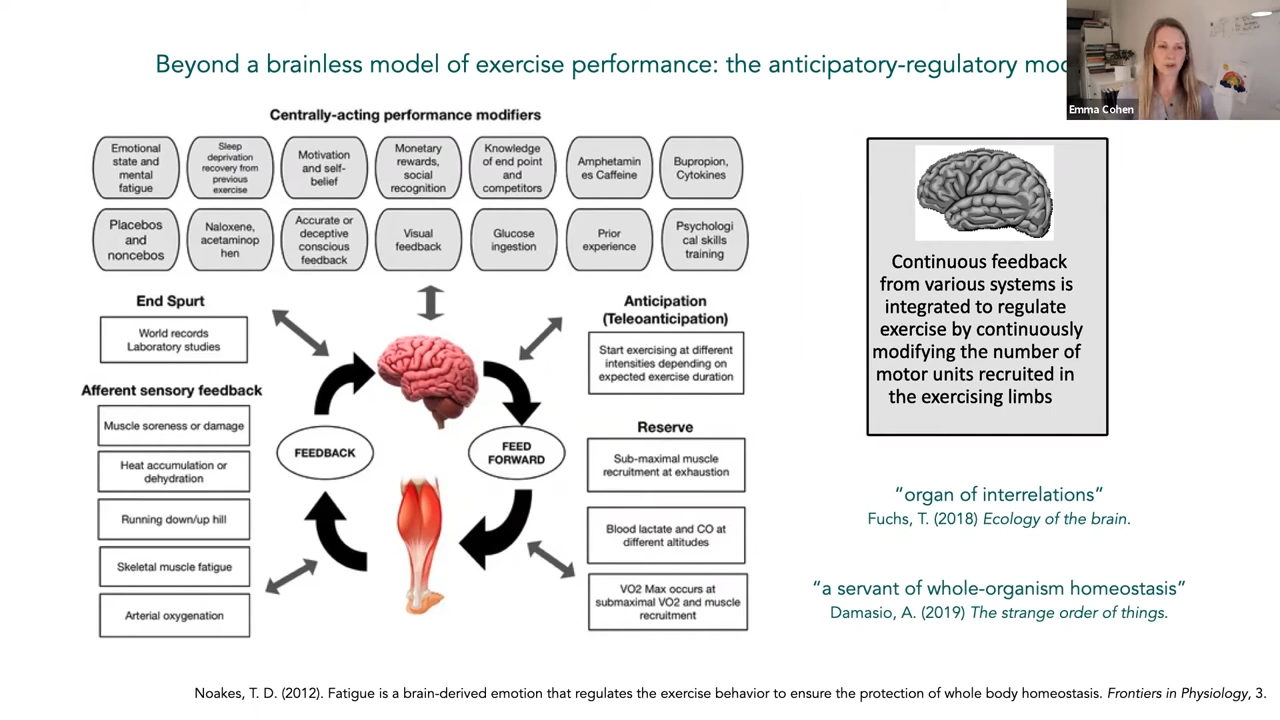 Beyond a brainless model of exercise performance: the anticipatory-regulatory
Emma Cohen
Centrally-acting performance modifiers
Emotional
state and
mental
fatigue
Sleep
deprivation
recovery from
previous
exercise
Motivation
and self-
belief
Monetary
rewards,
social
recognition
Knowledge
of end point
and
competitors
Amphetamin
es Caffeine
Bupropion,
Cytokines
Placebos
and
nocebos
Naloxene,
acetaminop
hen
Accurate or
deceptive
conscious
feedback
Visual
feedback
Glucose
ingestion
Prior
experience
Psychologi
cal skills
training
End Spurt
World records
Laboratory studies
Afferent sensory feedback
Muscle soreness or damage
Heat accumulation or
dehydration
Running down/up hill
Skeletal muscle fatigue
Arterial oxygenation
FEEDBACK
FEED
FORWARD
Anticipation
(Teleoanticipation)
Start exercising at different
intensities depending on
expected exercise duration
Reserve
Sub-maximal muscle
recruitment at exhaustion
Blood lactate and CO at
different altitudes
VO2 Max occurs at
submaximal VO2 and muscle
recruitment
Continuous feedback
from various systems is
integrated to regulate
exercise by continuously
modifying the number of
motor units recruited in
the exercising limbs
“organ of interrelations”
Fuchs, T. (2018) Ecology of the brain.
“a servant of whole-organism homeostasis”
Damasio, A. (2019) The strange order of things.
Noakes, T. D. (2012). Fatigue is a brain-derived emotion that regulates the exercise behavior to ensure the protection of whole body homeostasis. Frontiers in Physiology, 3.